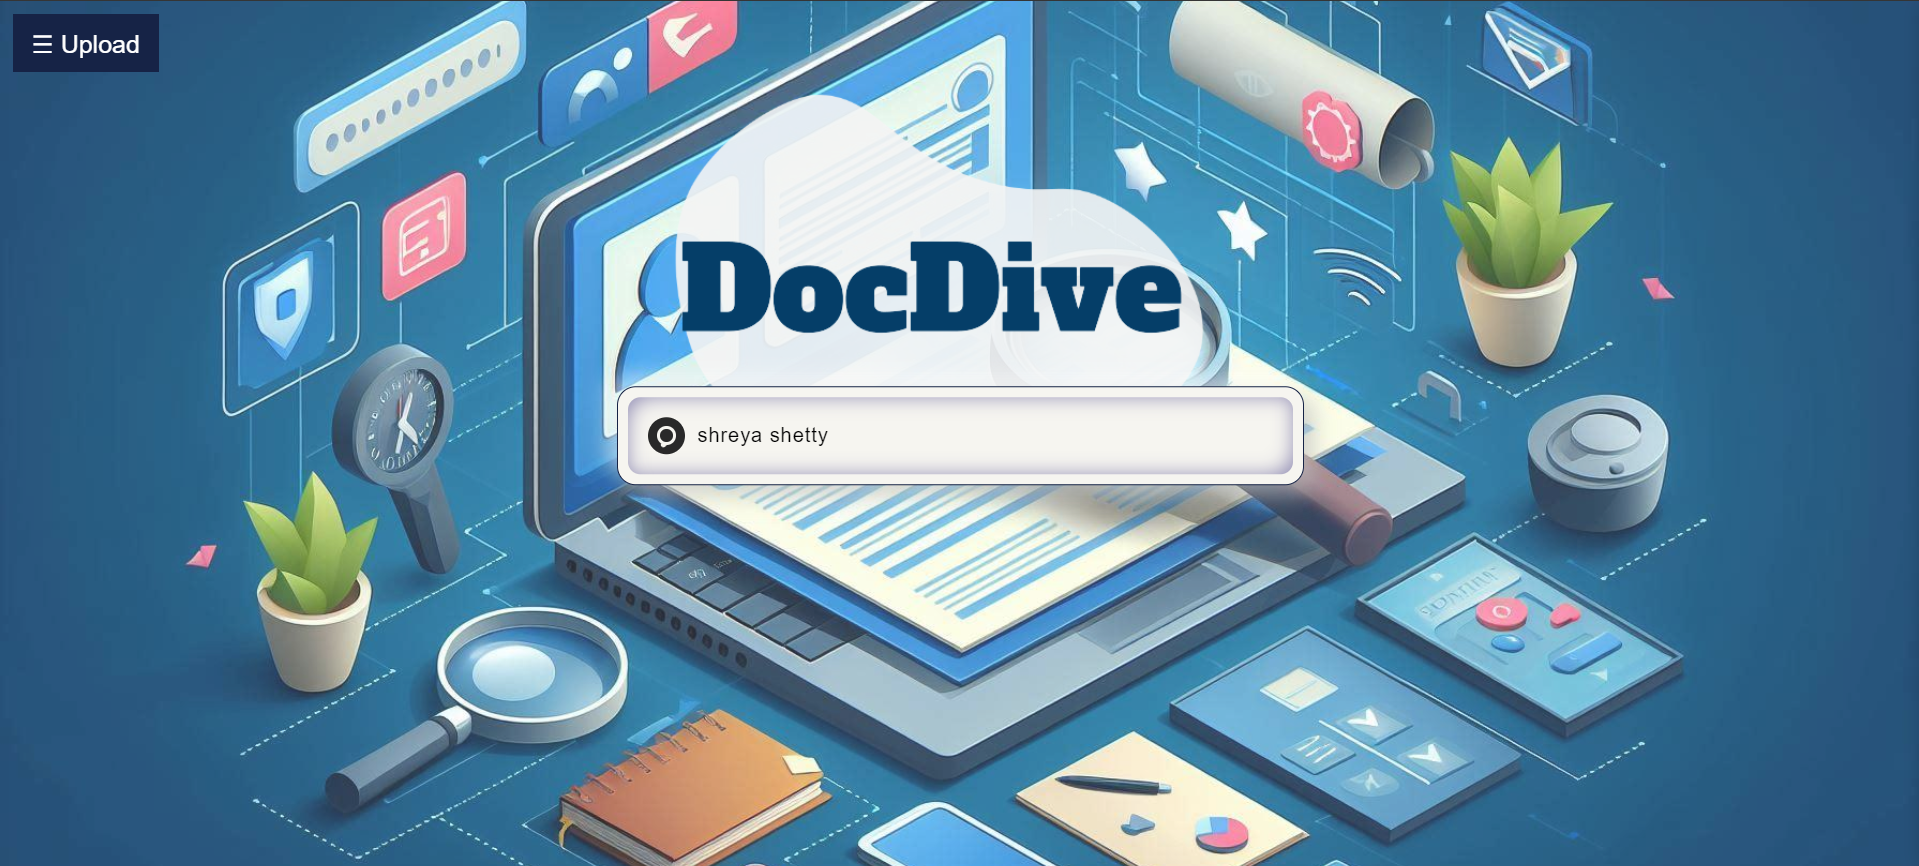 ☰ Upload
DocDive
shreya shetty